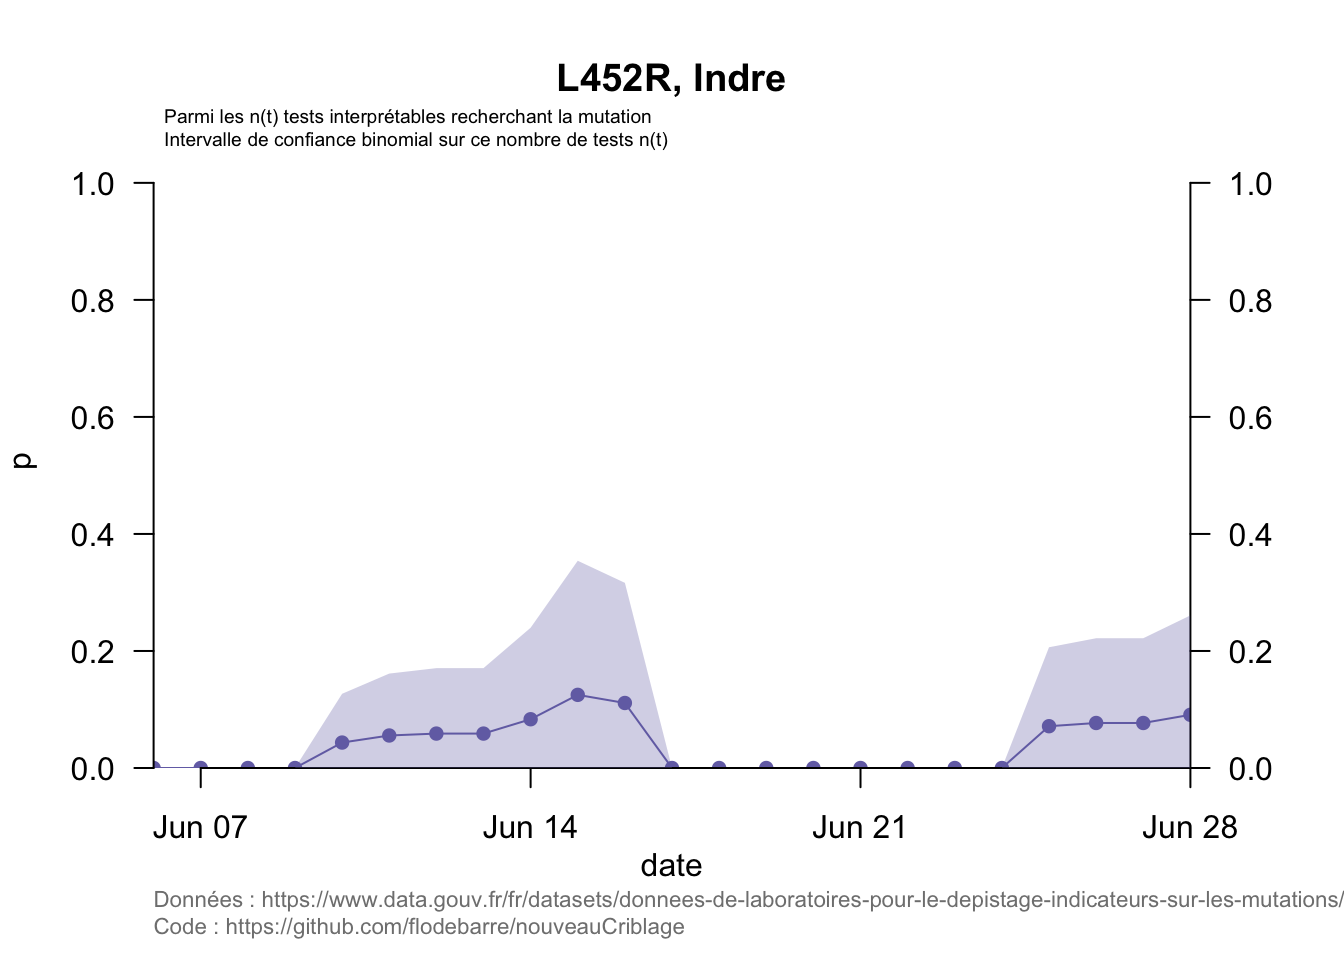 L452R, Indre
Parmi les n(t) tests interprétables recherchant la mutation
Intervalle de confiance binomial sur ce nombre de tests n(t)
1.0 1.0
0.8 0.8
0.6 0.6
p
0.4 0.4
0.2 0.2
0.0 0.0
Jun 07 Jun 14 Jun 21 Jun 28
date
Données : https://www.data.gouv.fr/fr/datasets/donnees-de-laboratoires-pour-le-depistage-indicateurs-sur-les-mutations/
Code : https://github.com/flodebarre/nouveauCriblage